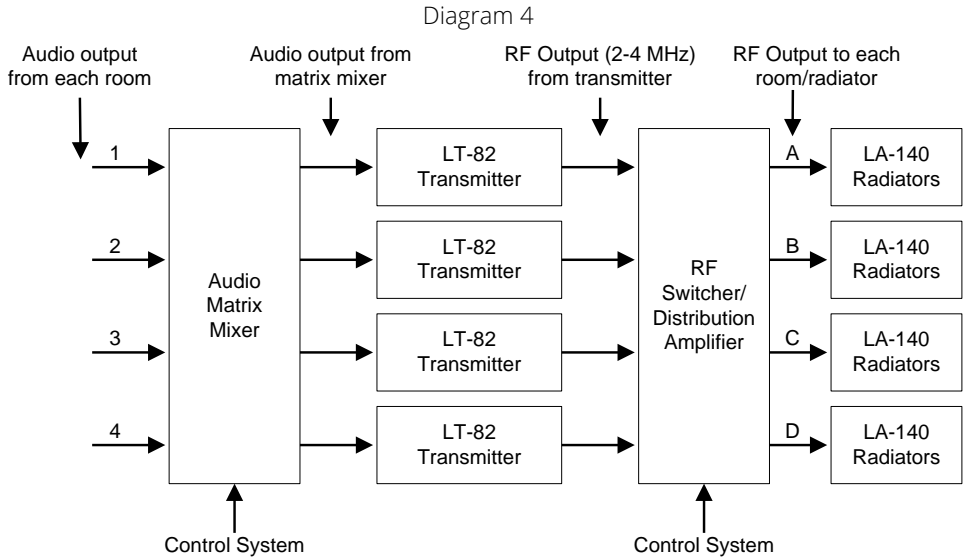 Diagram 4
Audio output
from each room
Audio output from
matrix mixer
RF Output (2-4 MHz)
from transmitter
RF Output to each
room/radiator
1
2
3
4
Audio
Matrix
Mixer
LT-82
Transmitter
LT-82
Transmitter
LT-82
Transmitter
LT-82
Transmitter
RF
Switcher/
Distribution
Amplifier
A
B
C
D
LA-140
Radiators
LA-140
Radiators
LA-140
Radiators
LA-140
Radiators
Control System
Control System